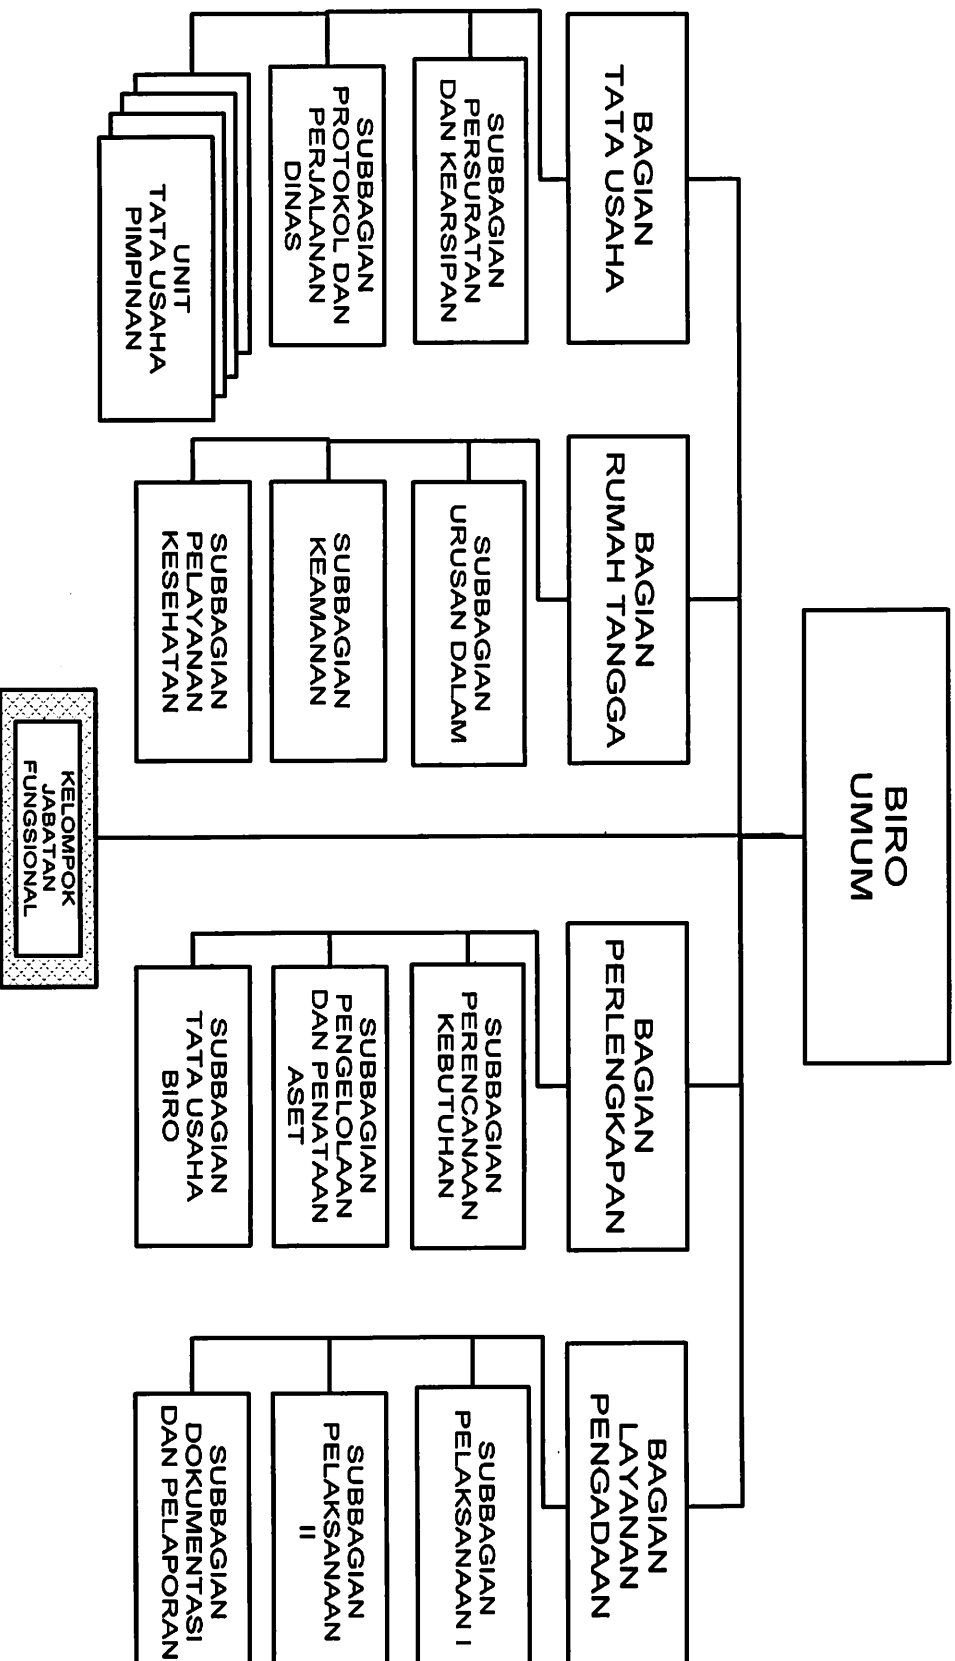 BIRO
UMUM
BAGIAN
TATA USAHA
SUBBAGIAN
PERSURATAN
DAN KEARSIPAN
SUBBAGIAN
PROTOKOL DAN
PERJALANAN
DINAS
UNIT
TATA USAHA
PIMPINAN
BAGIAN
RUMAH TANGGA
SUBBAGIAN
URUSAN DALAM
SUBBAGIAN
KEAMANAN
SUBBAGIAN
PELAYANAN
KESEHATAN
BAGIAN
PERLENGKAPAN
SUBBAGIAN
PERENCANAAN
KEBUTUHAN
SUBBAGIAN
PENGELOLAAN
DAN PENATAAN
ASET
SUBBAGIAN
TATA USAHA
BIRO
BAGIAN
LAYANAN
PENGADAAN
SUBBAGIAN
PELAKSANAAN I
SUBBAGIAN
PELAKSANAAN
II
SUBBAGIAN
DOKUMENTASI
DAN PELAPORAN
KELOMPOK
JABATAN
FUNGSIONAL